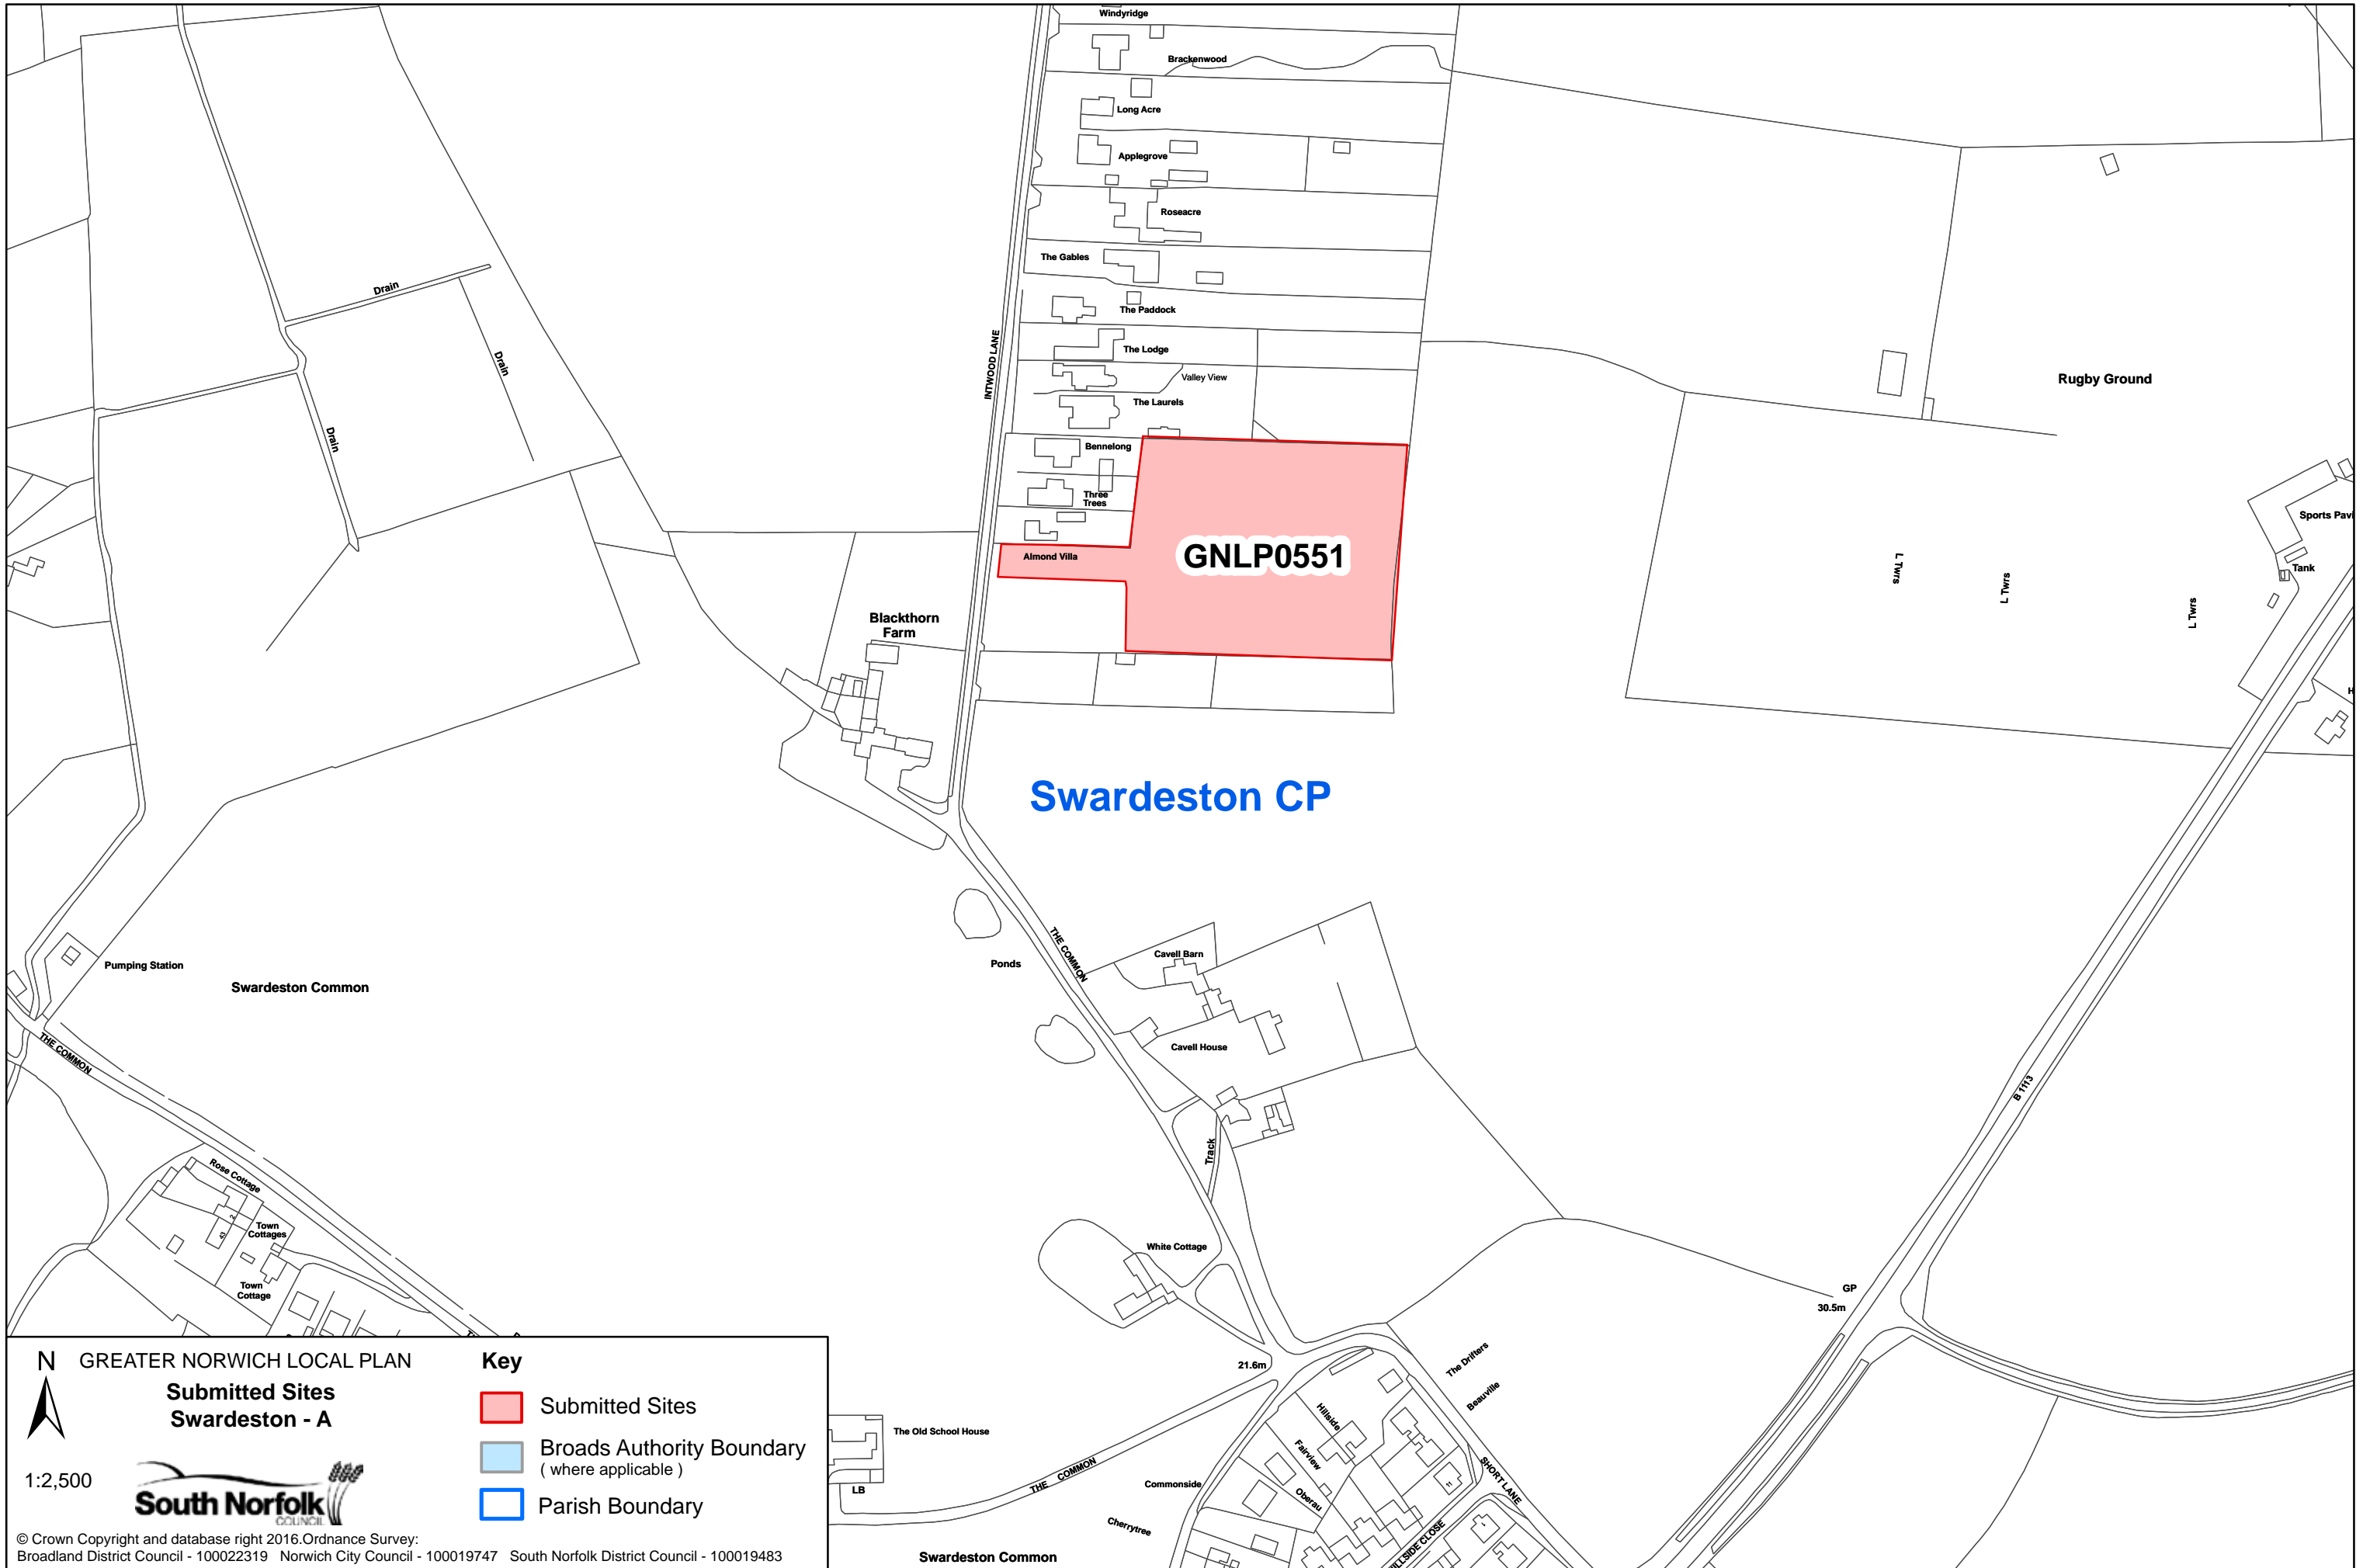 Windyridge
Brackenwood
Long Acre
Applegrove
Roseacre
The Gables
Drain
The Paddock
INTWOOD LANE
The Lodge
Drain
Valley View
Rugby Ground
The Laurels
Drain
Bennelong
Three
Trees
Sports Pavi
GNLP0551
Almond Villa
L Twrs
L Twrs
L Twrs
Tank
Blackthorn
Farm
H
Swardeston CP
THE COMMON
Cavell Barn
Ponds
Pumping Station
Swardeston Common
THE COMMON
Cavell House
B 1113
Track
Rose Cottage
2
43
Town
Cottages
White Cottage
Town
Cottage
GP
30.5m
21.6m
The Drifters
Beauville
Hillside
Fairview
The Old School House
THE COMMON
Commonside
SHORT LANE
11
LB
Oberau
Cherrytree
HILLSIDE CLOSE
1
Swardeston Common
N
GREATER NORWICH LOCAL PLAN
Submitted Sites
Swardeston - A
1:2,500
South Norfolk
COUNCIL
Key
Submitted Sites
Broads Authority Boundary
( where applicable )
Parish Boundary
© Crown Copyright and database right 2016.Ordnance Survey:
Broadland District Council - 100022319 Norwich City Council - 100019747 South Norfolk District Council - 100019483